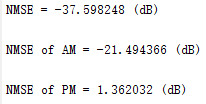 NMSE = -37.598248 (dB)
NMSE of AM = -21.494366 (dB)
NMSE of PM = 1.362032 (dB)